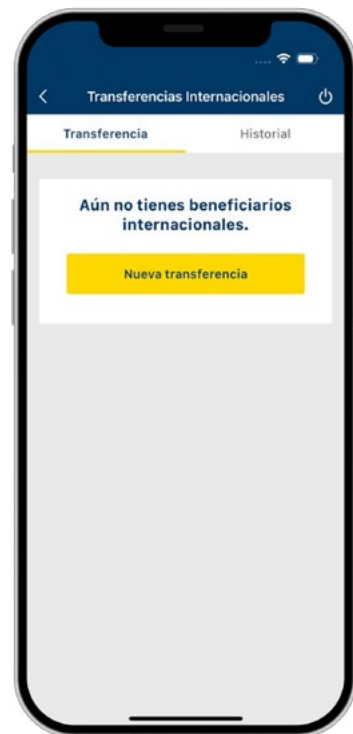 Transferencias Internacionales
Transferencia Historial
Aún no tienes beneficiarios
internacionales.
Nueva transferencia